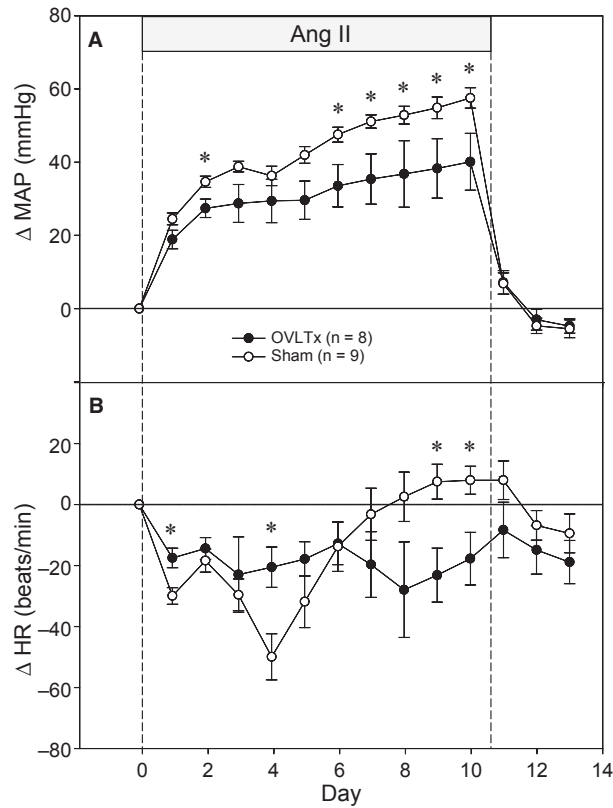 A
Ang II
Δ MAP (mmHg)
80
60
40
20
0
* * * * * *
OVLTx (n = 8)
Sham (n = 9)
B
Δ HR (beats/min)
20
0
–20
–40
–60
–80
* * * *
0 2 4 6 8 10 12 14
Day